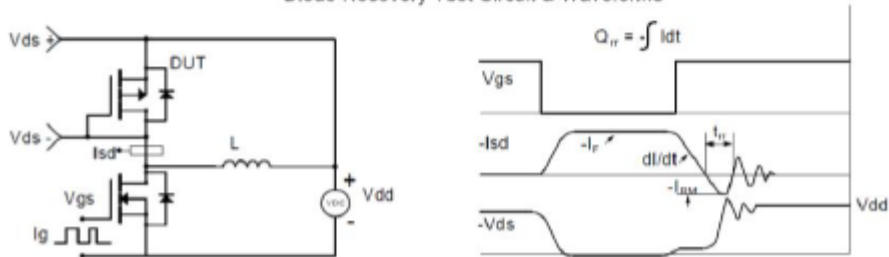 Diode Recovery Test Circuit & Waveforms
Vds +
DUT
Vds -
Isd
L
Vgs
Ig
VDC
+
-
Vdd
Qrr = -∫ Idt
Vgs
-Isd
-IF
dI/dt
trr
-IRM
Vdd
-Vds